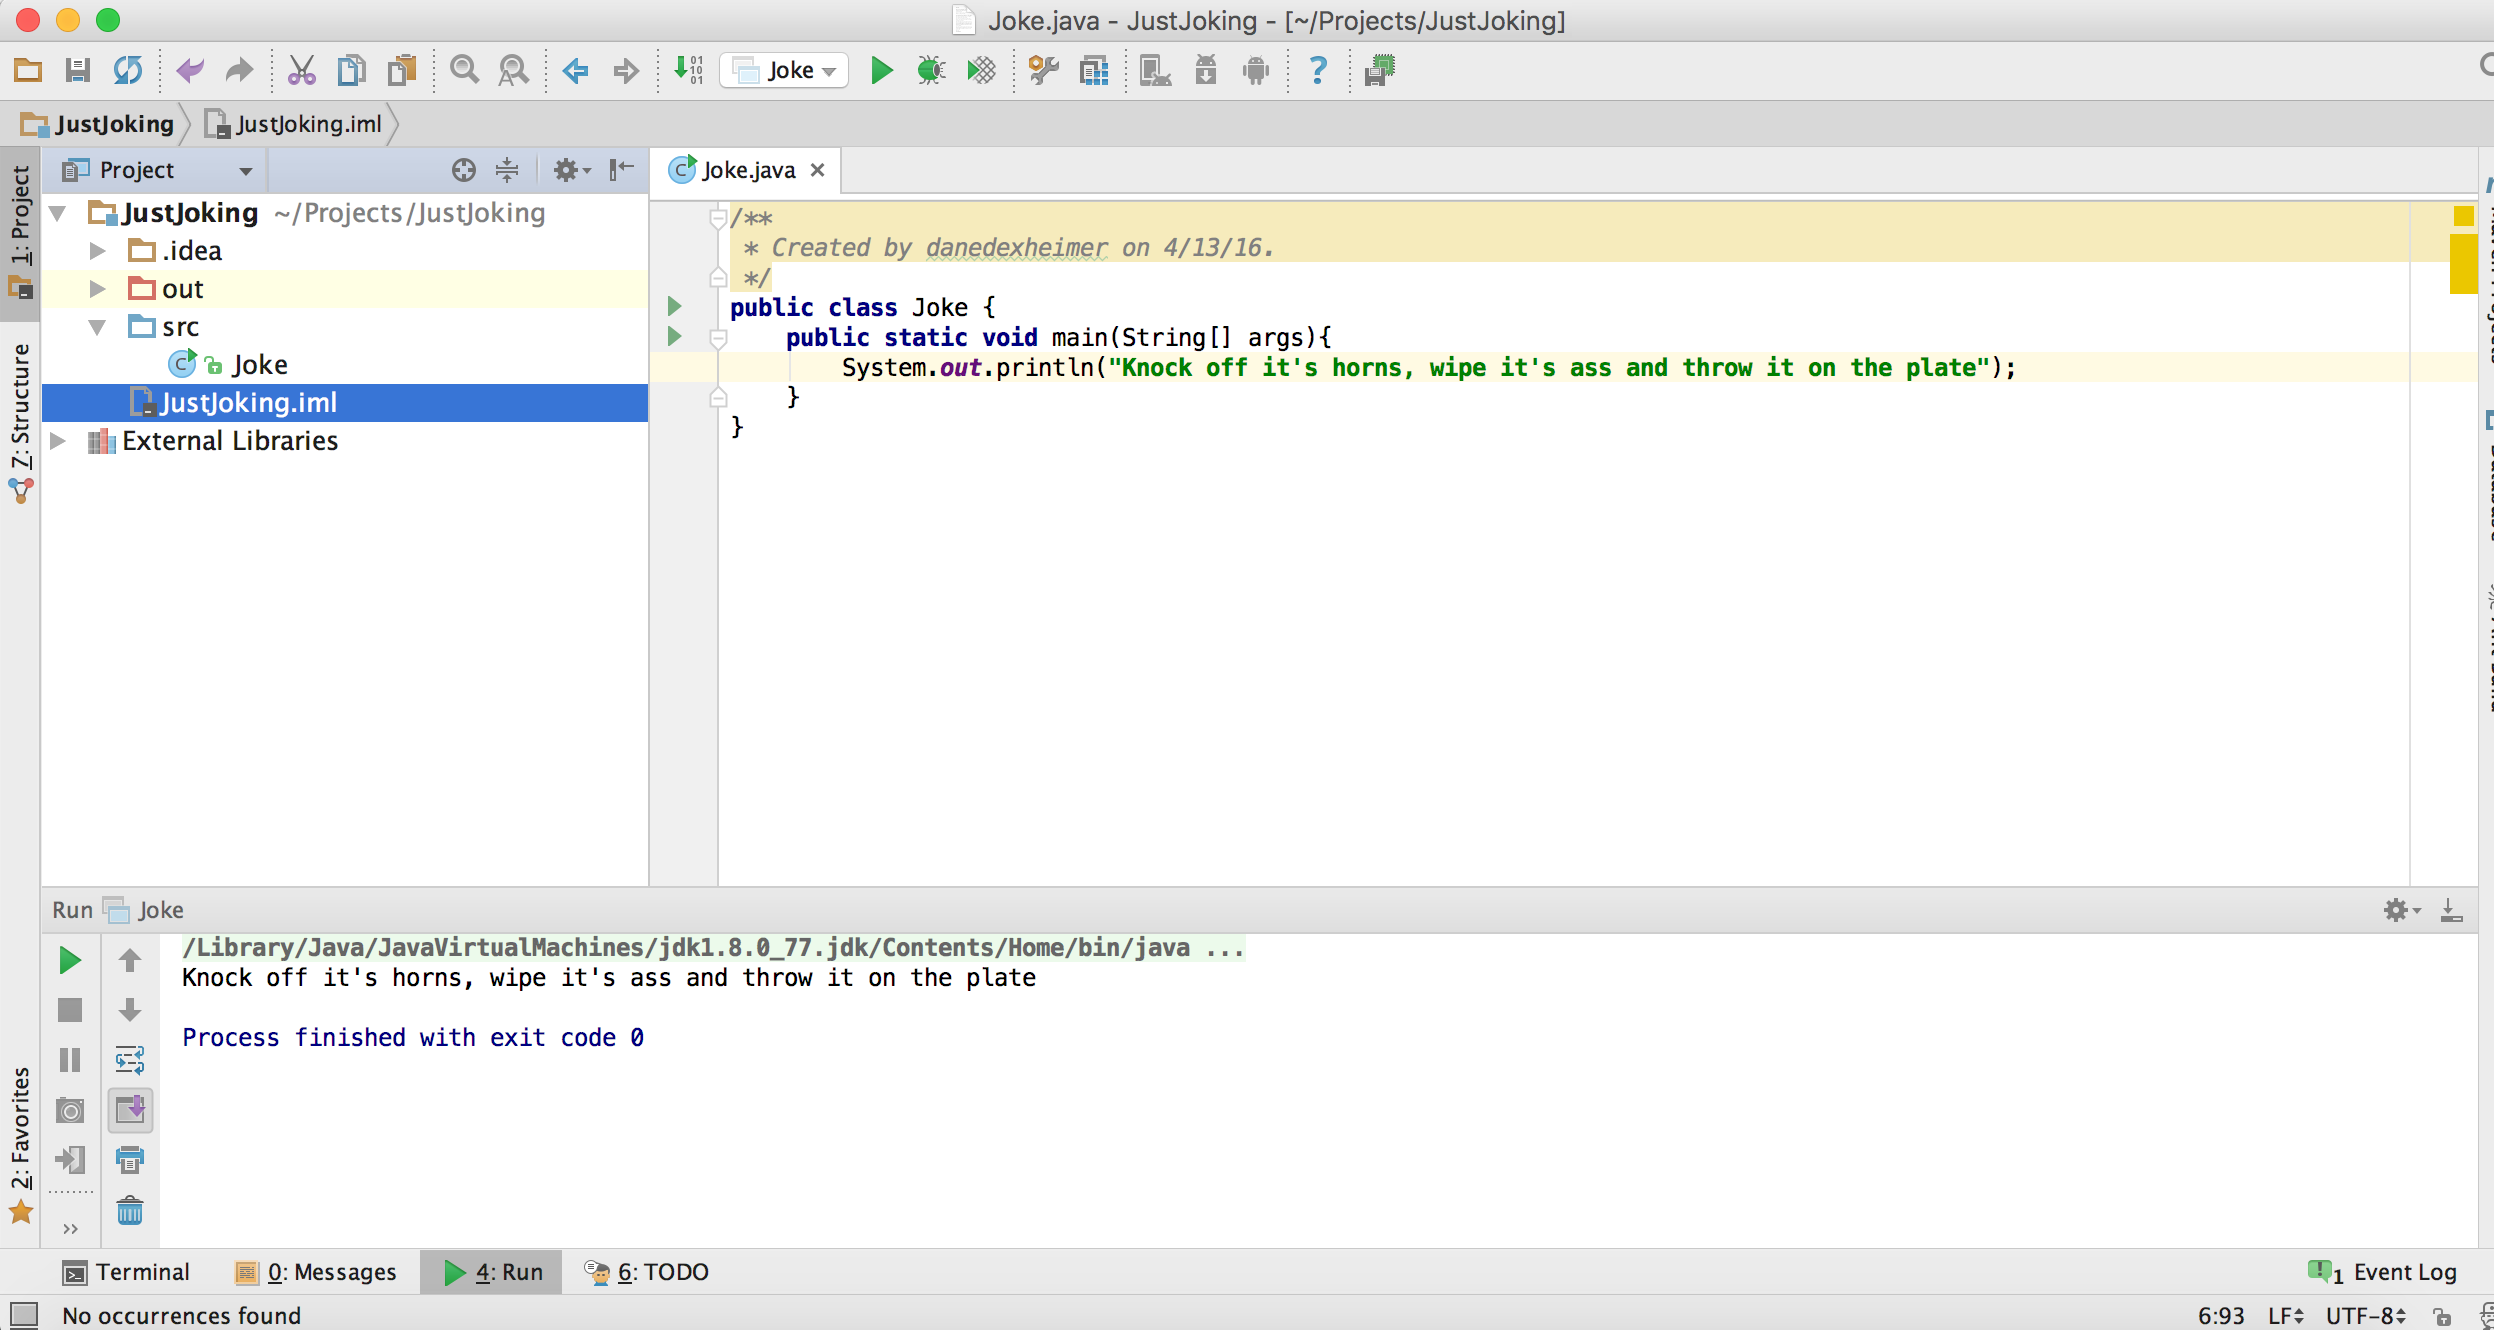 Joke.java - JustJoking - [~/Projects/JustJoking]
Joke
JustJoking
JustJoking.iml
1: Project
7: Structure
2: Favorites
Project
JustJoking ~/Projects/JustJoking
.idea
out
src
Joke
JustJoking.iml
External Libraries
Joke.java
/**
* Created by danedexheimer on 4/13/16.
*/
public class Joke {
public static void main(String[] args){
System.out.println("Knock off it's horns, wipe it's ass and throw it on the plate");
}
}
Run Joke
/Library/Java/JavaVirtualMachines/jdk1.8.0_77.jdk/Contents/Home/bin/java ...
Knock off it's horns, wipe it's ass and throw it on the plate
Process finished with exit code 0
Terminal
0: Messages
4: Run
6: TODO
1 Event Log
No occurrences found
6:93 LF UTF-8